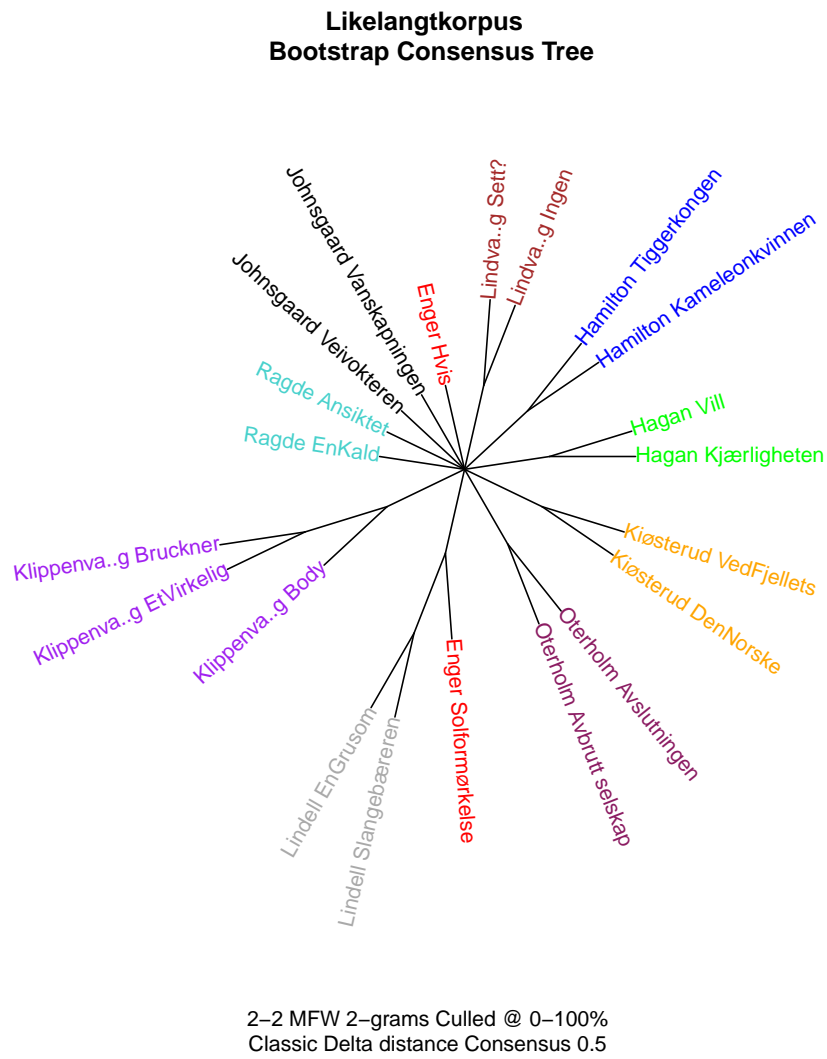 Likelangtkorpus
Bootstrap Consensus Tree
Johnsgaard Vanskapningen
Johnsgaard Veivokteren
Enger Hvis
Lindva..g Sett?
Lindva..g Ingen
Hamilton Tiggerkongen
Hamilton Kameleonkvinnen
Ragde Ansiktet
Ragde EnKald
Hagan Vill
Hagan Kjærligheten
Klippenva..g Bruckner
Klippenva..g EtVirkelig
Klippenva..g Body
Kiøsterud VedFjellets
Kiøsterud DenNorske
Oterholm Avslutningen
Oterholm Avbrutt selskap
Enger Solformørkelse
Lindell EnGrusom
Lindell Slangebæreren
2−2 MFW 2−grams Culled @ 0−100%
Classic Delta distance Consensus 0.5